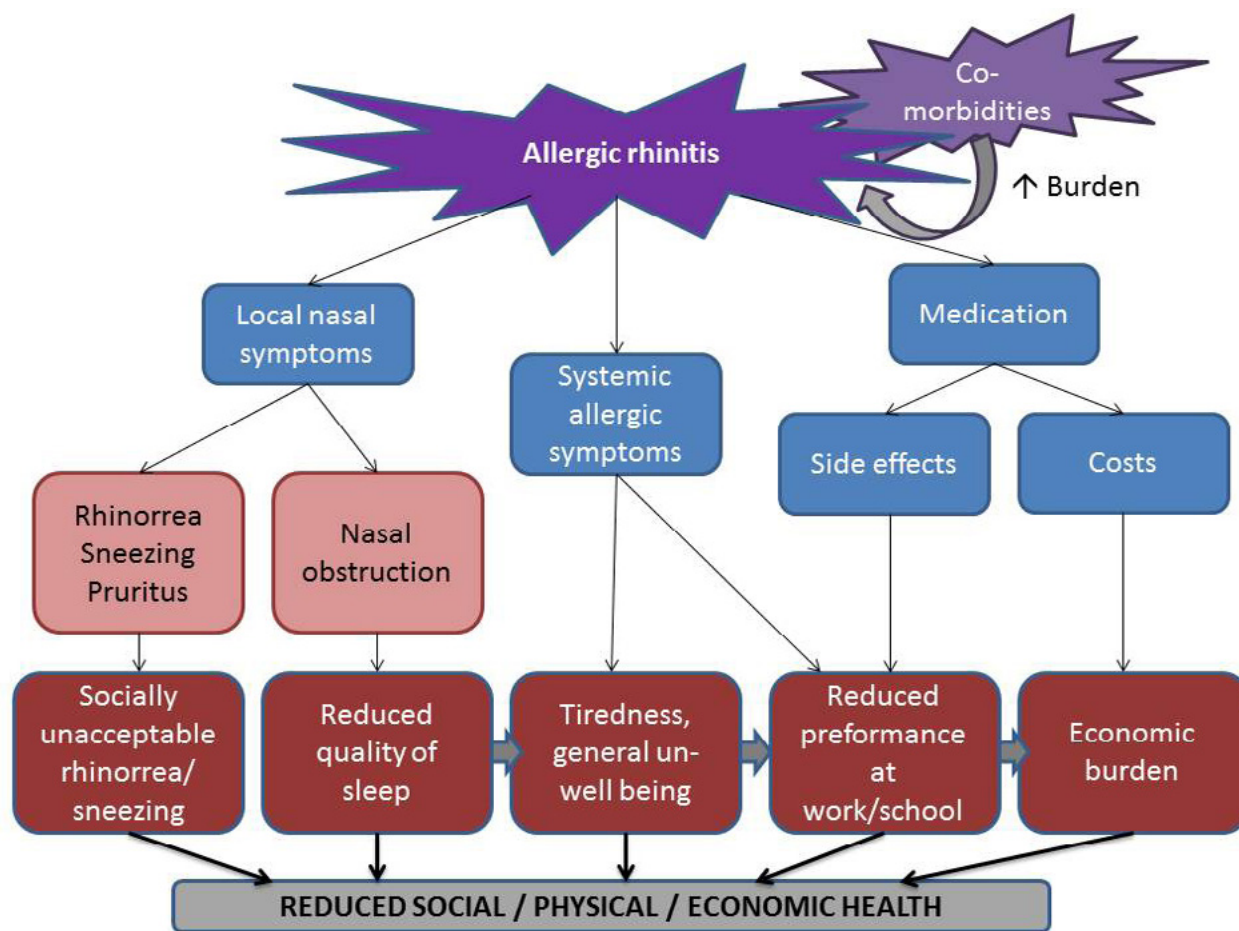 Co-
morbidities
Allergic rhinitis
↑ Burden
Local nasal
symptoms
Medication
Systemic
allergic
symptoms
Side effects
Costs
Rhinorrea
Sneezing
Pruritus
Nasal
obstruction
Socially
unacceptable
rhinorrea/
sneezing
Reduced
quality of
sleep
Tiredness,
general un-
well being
Reduced
preformance
at
work/school
Economic
burden
REDUCED SOCIAL / PHYSICAL / ECONOMIC HEALTH